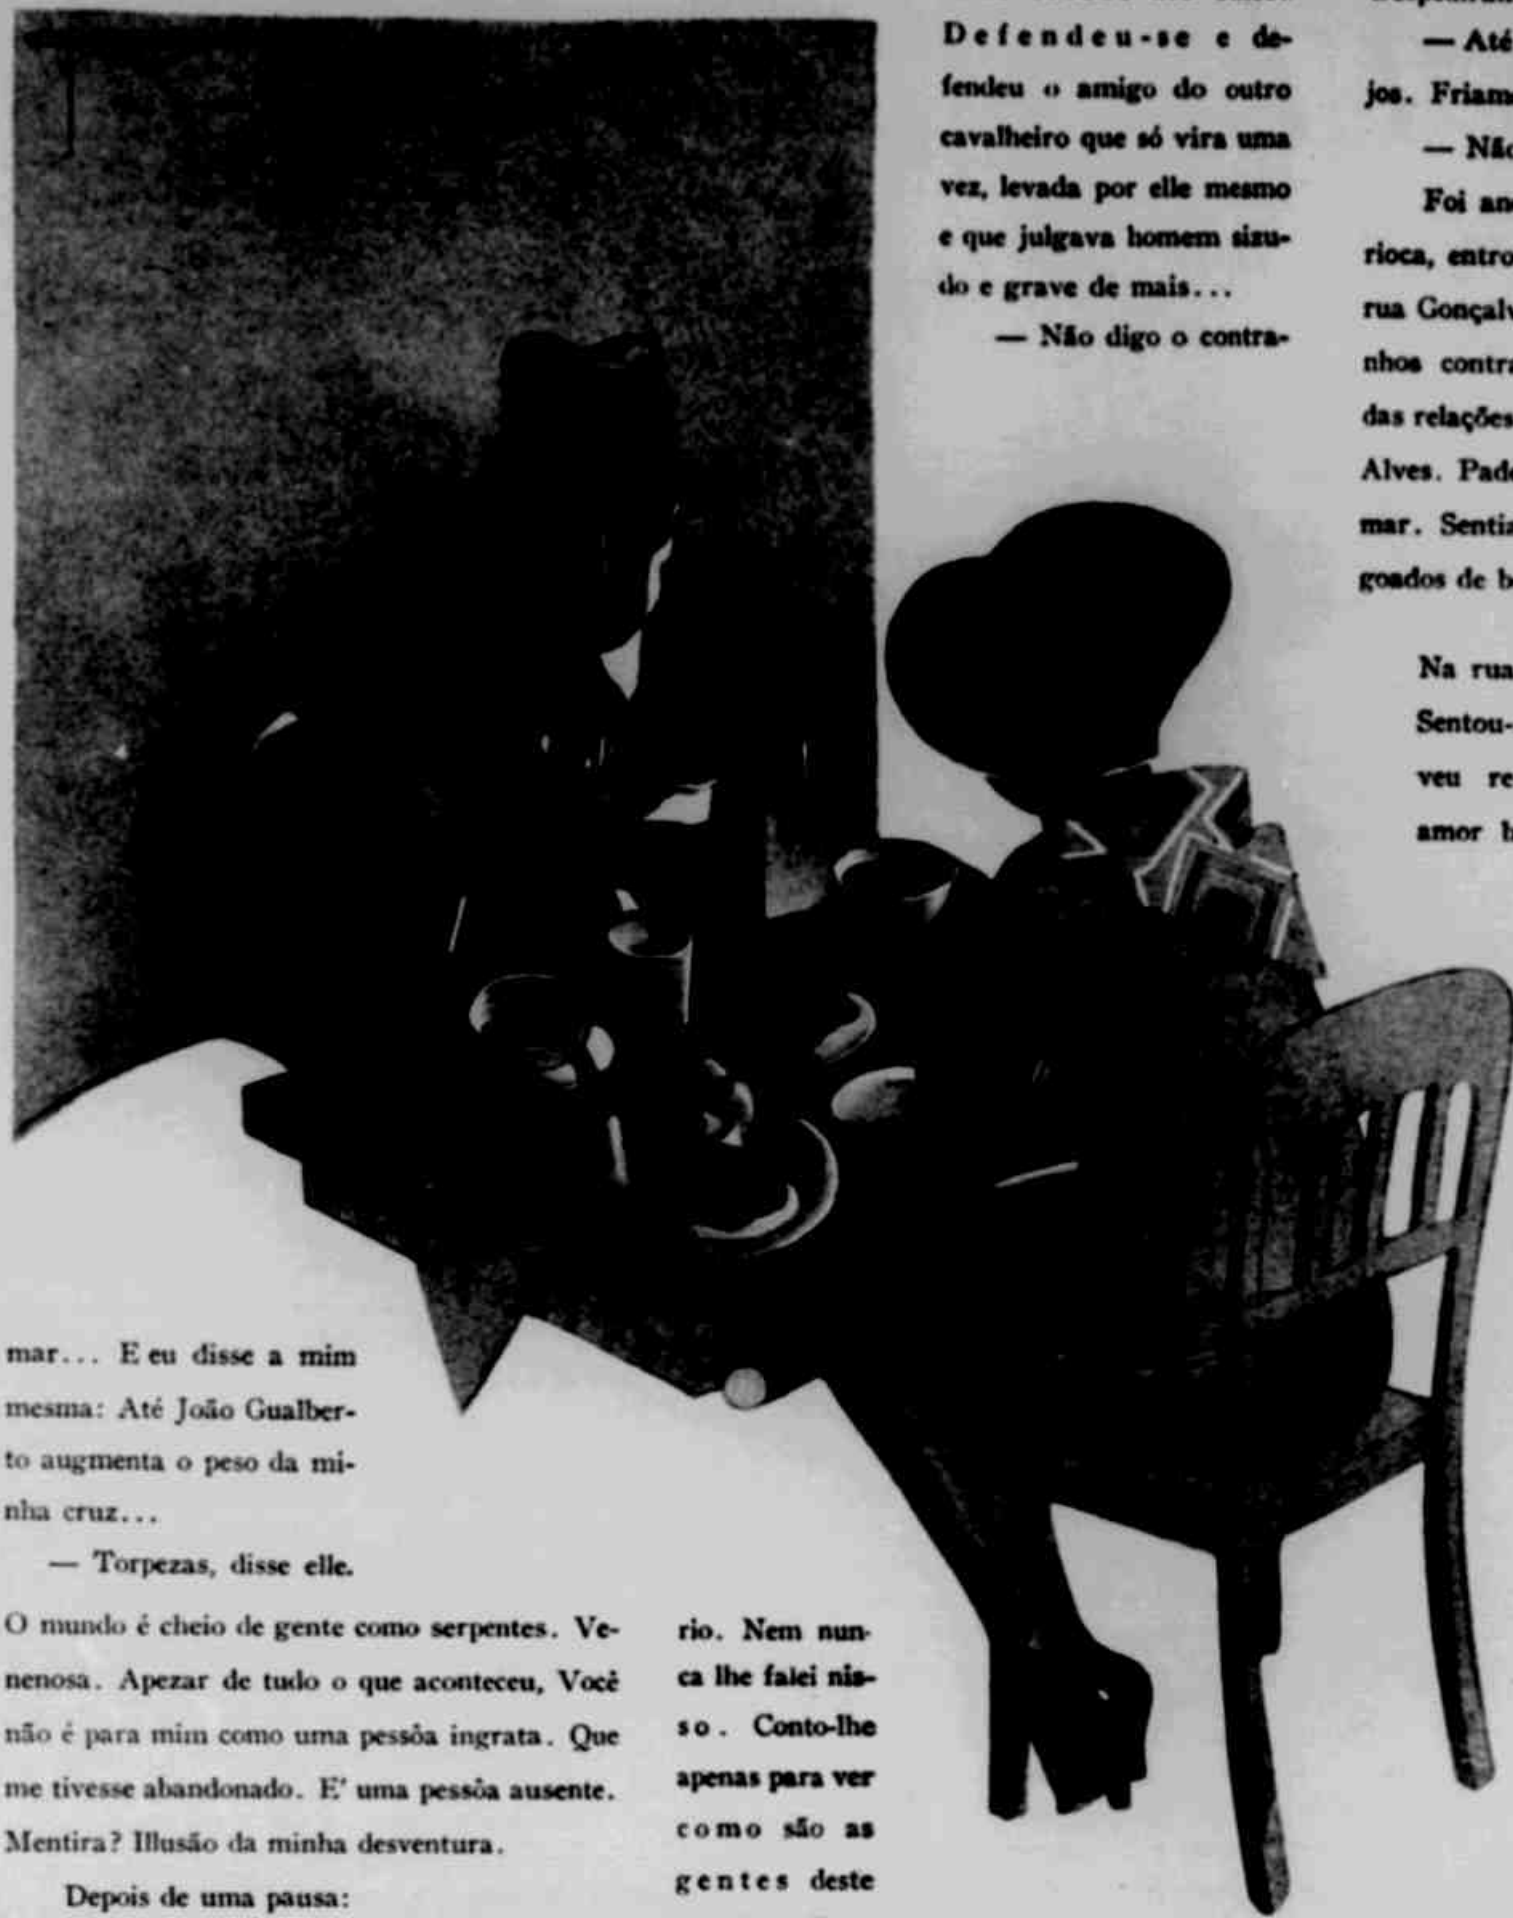 mar... E eu disse a mim
mesma: Até João Gualber-
to augmenta o peso da mi-
nha cruz...
— Torpezas, disse elle.
O mundo é cheio de gente como serpentes. Ve-
nenosa. Apezar de tudo o que aconteceu, Você
não é para mim como uma pessôa ingrata. Que
me tivesse abandonado. E' uma pessôa ausente.
Mentira? Illusão da minha desventura.
Depois de uma pausa:
Defendeu-se e de-
fendeu o amigo do outro
cavalheiro que só vira uma
vez, levada por elle mesmo
e que julgava homem sizu-
do e grave de mais...
— Não digo o contra-
rio. Nem nun-
ca lhe falei nis-
so. Conto-lhe
apenas para ver
como são as
gentes deste
— Até
jos. Friam
— Não
Foi an
rioca, entro
rua Gonçalv
nhos contra
das relações
Alves. Pad
mar. Sentia
goados de b
Na rua
Sentou-
veu re
amor b